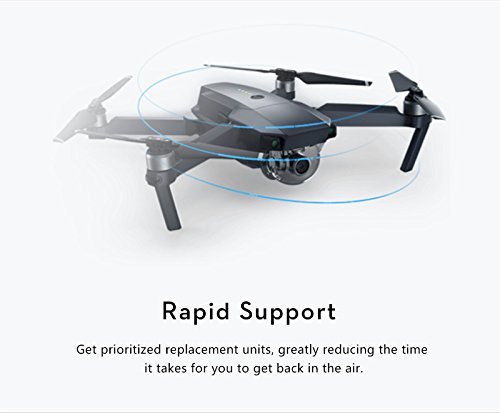 Rapid Support
Get prioritized replacement units, greatly reducing the time
it takes for you to get back in the air.